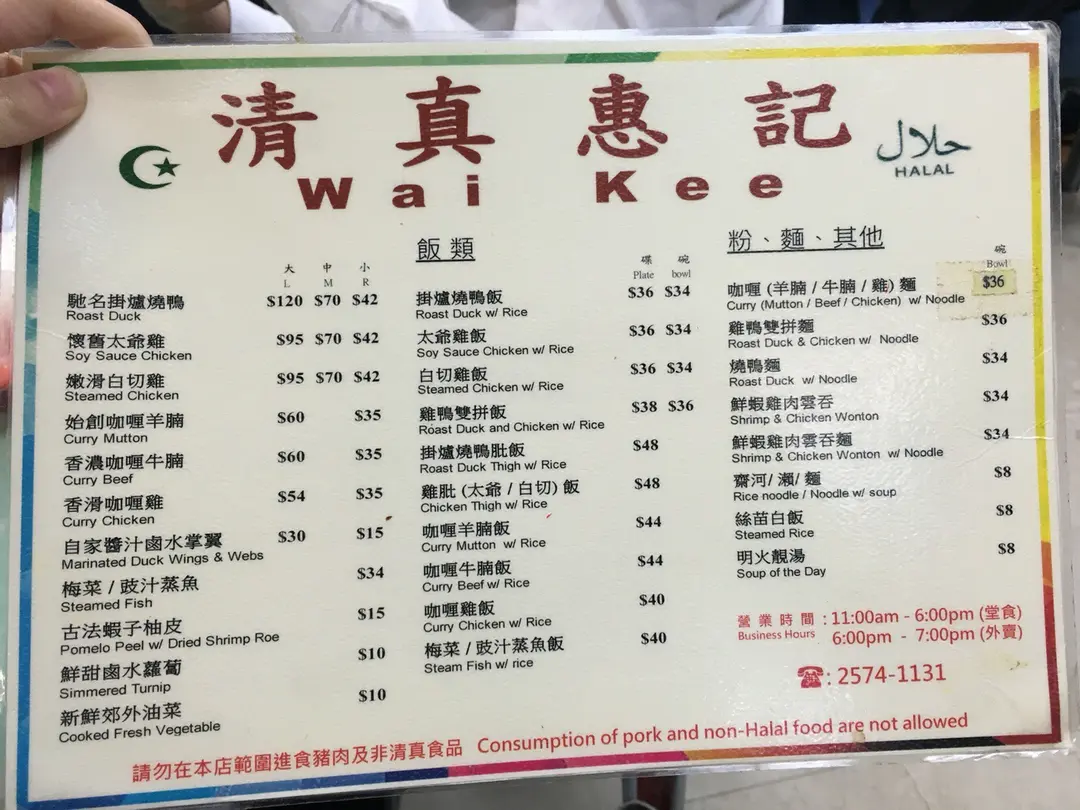 清真惠記
Wai Kee
حلال
HALAL
大 中 小
L M R
馳名掛爐燒鴨 $120 $70 $42
Roast Duck
懷舊太爺雞 $95 $70 $42
Soy Sauce Chicken
嫩滑白切雞 $95 $70 $42
Steamed Chicken
始創咖喱羊腩 $60 $35
Curry Mutton
香濃咖喱牛腩 $60 $35
Curry Beef
香滑咖喱雞 $54 $35
Curry Chicken
自家醬汁鹵水掌翼 $30 $15
Marinated Duck Wings & Webs
梅菜 / 豉汁蒸魚 $34
Steamed Fish
古法蝦子柚皮 $15
Pomelo Peel w/ Dried Shrimp Roe
鮮甜鹵水蘿蔔 $10
Simmered Turnip
新鮮郊外油菜 $10
Cooked Fresh Vegetable
飯類
碟 碗
Plate bowl
掛爐燒鴨飯 $36 $34
Roast Duck w/ Rice
太爺雞飯 $36 $34
Soy Sauce Chicken w/ Rice
白切雞飯 $36 $34
Steamed Chicken w/ Rice
雞鴨雙拼飯 $38 $36
Roast Duck and Chicken w/ Rice
掛爐燒鴨肶飯 $48
Roast Duck Thigh w/ Rice
雞肶 (太爺 / 白切) 飯 $48
Chicken Thigh w/ Rice
咖喱羊腩飯 $44
Curry Mutton w/ Rice
咖喱牛腩飯 $44
Curry Beef w/ Rice
咖喱雞飯 $40
Curry Chicken w/ Rice
梅菜 / 豉汁蒸魚飯 $40
Steam Fish w/ rice
粉、麵、其他
碗
Bowl
咖喱 (羊腩 / 牛腩 / 雞) 麵 $36
Curry (Mutton / Beef / Chicken) w/ Noodle
雞鴨雙拼麵 $36
Roast Duck & Chicken w/ Noodle
燒鴨麵 $34
Roast Duck w/ Noodle
鮮蝦雞肉雲吞 $34
Shrimp & Chicken Wonton
鮮蝦雞肉雲吞麵 $34
Shrimp & Chicken Wonton w/ Noodle
齋河/ 瀨/ 麵 $8
Rice noodle / Noodle w/ soup
絲苗白飯 $8
Steamed Rice
明火靚湯 $8
Soup of the Day
營業時間 : 11:00am - 6:00pm (堂食)
Business Hours 6:00pm - 7:00pm (外賣)
☎: 2574-1131
請勿在本店範圍進食豬肉及非清真食品 Consumption of pork and non-Halal food are not allowed